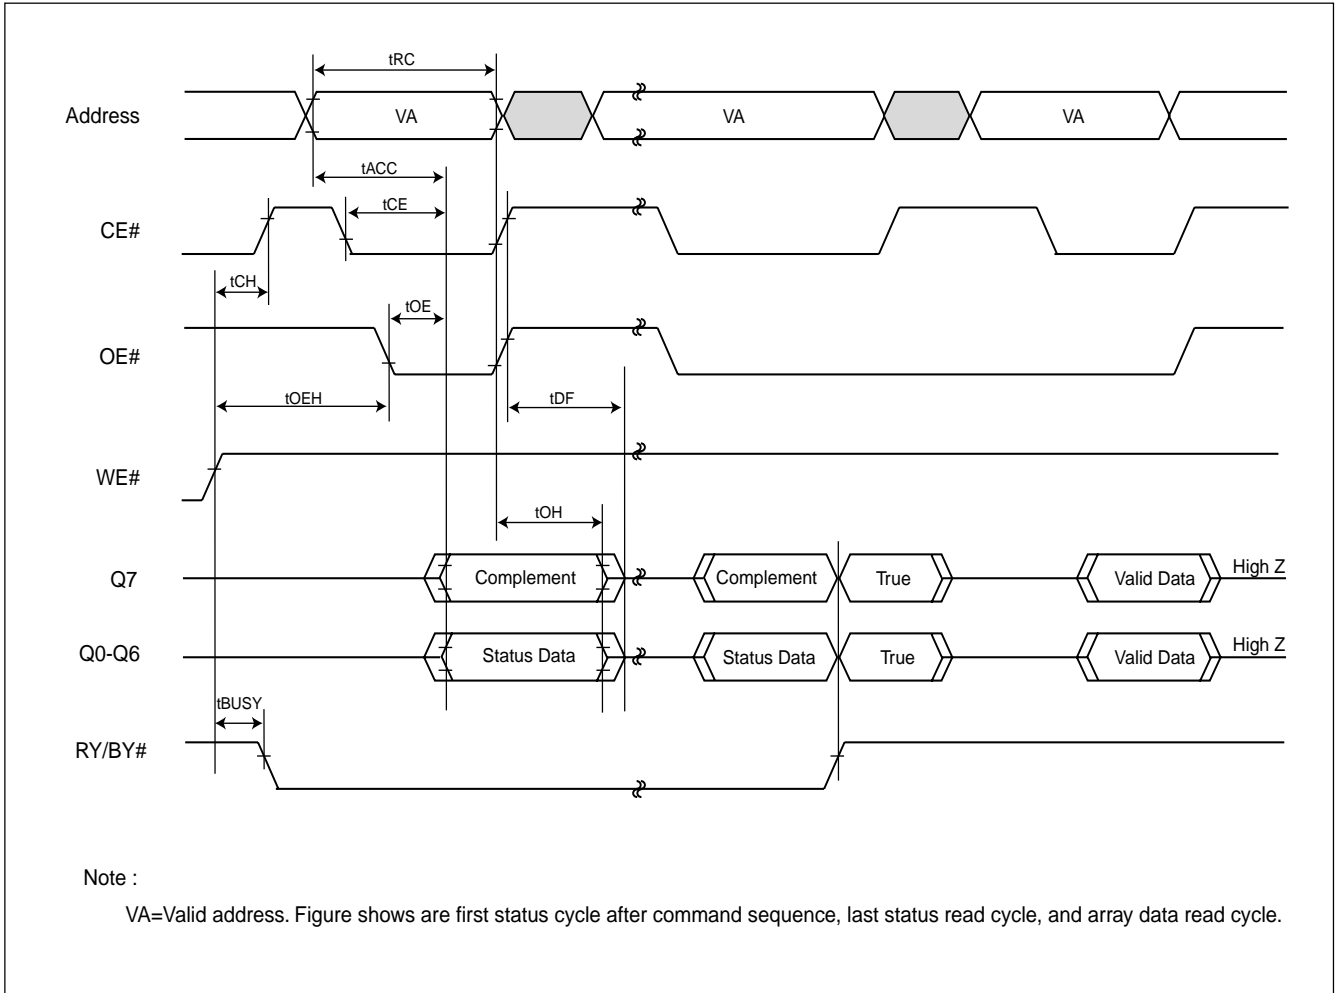 tRC
Address VA VA VA
tACC
tCE
CE#
tCH
tOE
OE#
tOEH tDF
WE#
tOH
Q7 Complement Complement True Valid Data High Z
Q0-Q6 Status Data Status Data True Valid Data High Z
tBUSY
RY/BY#
Note :
VA=Valid address. Figure shows are first status cycle after command sequence, last status read cycle, and array data read cycle.